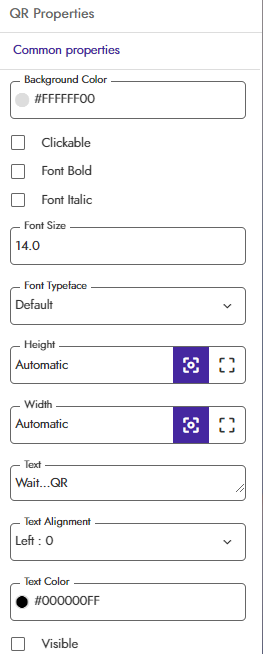 QR Properties
Common properties
Background Color
#FFFFFF00
Clickable
Font Bold
Font Italic
Font Size
14.0
Font Typeface
Default
Height
Automatic
Width
Automatic
Text
Wait...QR
Text Alignment
Left : 0
Text Color
#000000FF
Visible